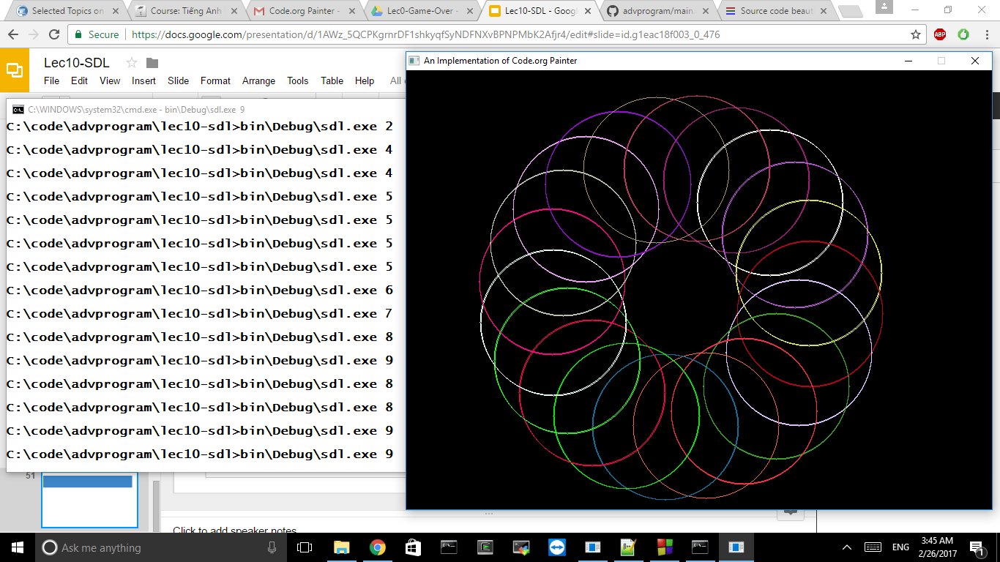 Selected Topics on
Course: Tiếng Anh
Code.org Painter -
Lec0-Game-Over -
Lec10-SDL - Goog
advprogram/main.
Source code beaut
Secure
https://docs.google.com/presentation/d/1AWz_5QCPKgrnrDF1shkyqfSyNDFNXvBPNPMbK2Afjr4/edit#slide=id.g1eac18f003_0_476
ABP
Lec10-SDL
File Edit View Insert Slide Format Arrange Tools Table Help All
An Implementation of Code.org Painter
C:\WINDOWS\system32\cmd.exe - bin\Debug\sdl.exe 9
C:\code\advprogram\lec10-sdl>bin\Debug\sdl.exe 2
C:\code\advprogram\lec10-sdl>bin\Debug\sdl.exe 4
C:\code\advprogram\lec10-sdl>bin\Debug\sdl.exe 4
C:\code\advprogram\lec10-sdl>bin\Debug\sdl.exe 5
C:\code\advprogram\lec10-sdl>bin\Debug\sdl.exe 5
C:\code\advprogram\lec10-sdl>bin\Debug\sdl.exe 5
C:\code\advprogram\lec10-sdl>bin\Debug\sdl.exe 5
C:\code\advprogram\lec10-sdl>bin\Debug\sdl.exe 6
C:\code\advprogram\lec10-sdl>bin\Debug\sdl.exe 7
C:\code\advprogram\lec10-sdl>bin\Debug\sdl.exe 8
C:\code\advprogram\lec10-sdl>bin\Debug\sdl.exe 9
C:\code\advprogram\lec10-sdl>bin\Debug\sdl.exe 8
C:\code\advprogram\lec10-sdl>bin\Debug\sdl.exe 8
C:\code\advprogram\lec10-sdl>bin\Debug\sdl.exe 9
C:\code\advprogram\lec10-sdl>bin\Debug\sdl.exe 9
51
Click to add speaker notes
Ask me anything
ENG
3:45 AM
2/26/2017
1